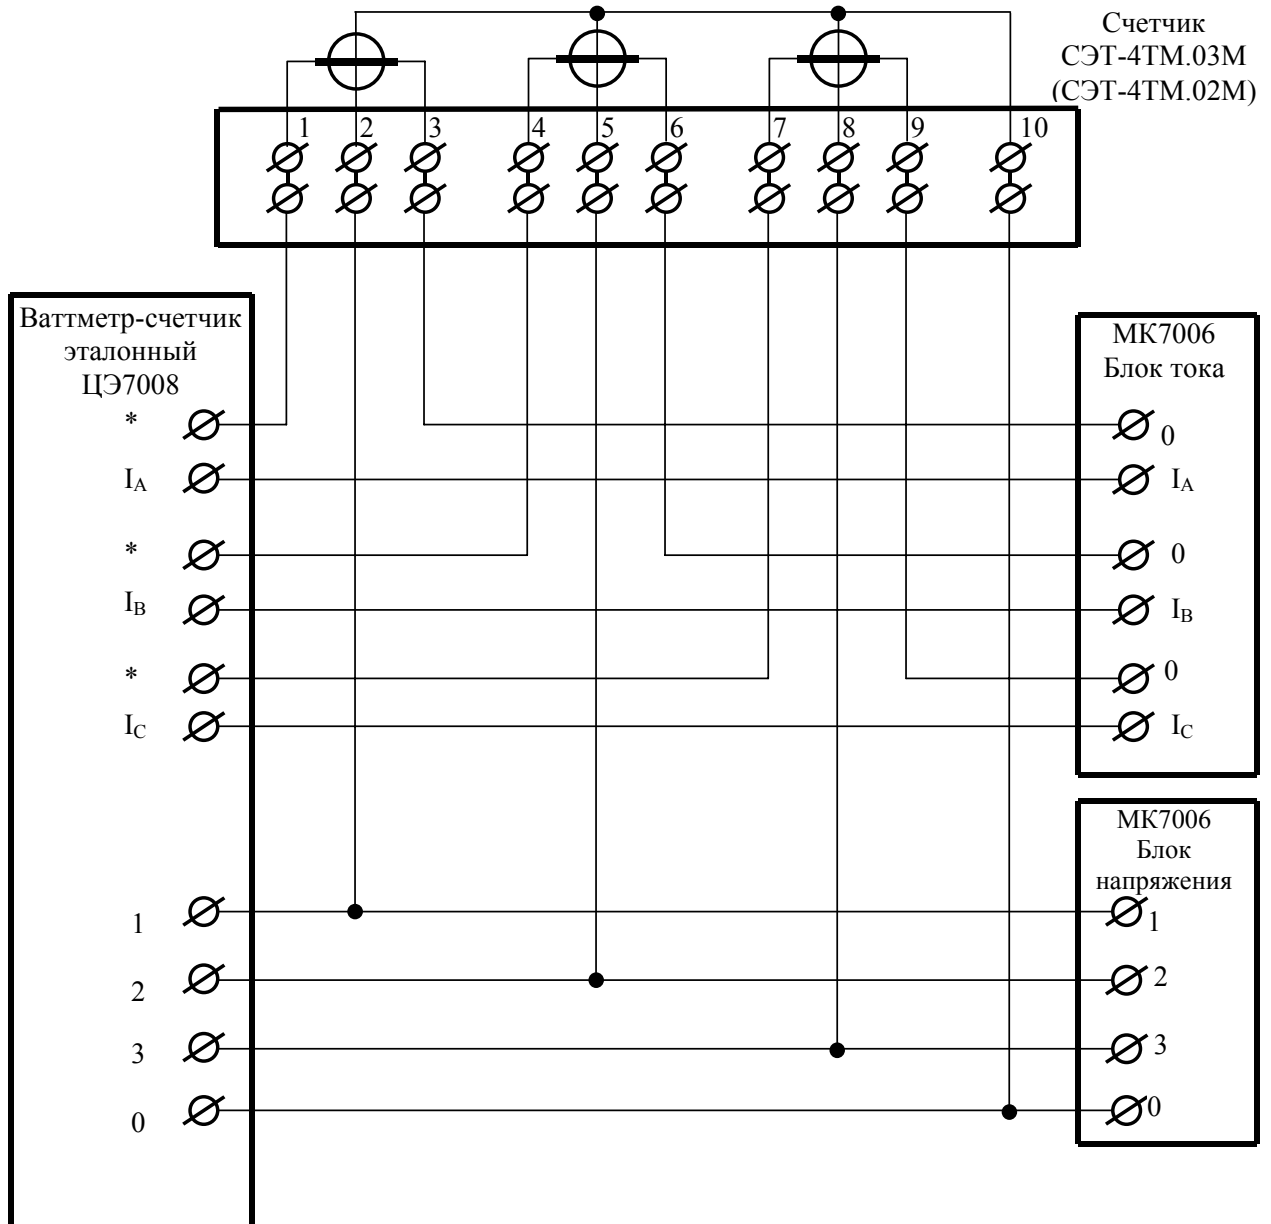 Счетчик
СЭТ-4ТМ.03М
(СЭТ-4ТМ.02М)
1 2 3 4 5 6 7 8 9 10
Ваттметр-счетчик
эталонный
ЦЭ7008
*
IA
*
IB
*
IC
1
2
3
0
МК7006
Блок тока
0
IA
0
IB
0
IC
МК7006
Блок
напряжения
1
2
3
0